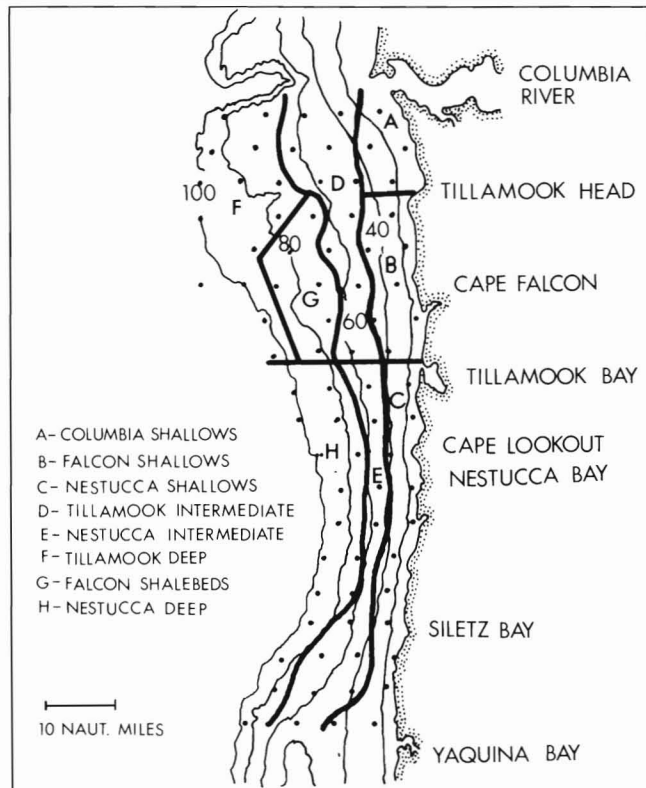 COLUMBIA
RIVER
A
100
F
D
TILLAMOOK HEAD
40
80
B
CAPE FALCON
G
60
TILLAMOOK BAY
C
CAPE LOOKOUT
NESTUCCA BAY
H
E
A- COLUMBIA SHALLOWS
B- FALCON SHALLOWS
C- NESTUCCA SHALLOWS
D- TILLAMOOK INTERMEDIATE
E- NESTUCCA INTERMEDIATE
F- TILLAMOOK DEEP
G- FALCON SHALEBEDS
H- NESTUCCA DEEP
SILETZ BAY
10 NAUT. MILES
YAQUINA BAY